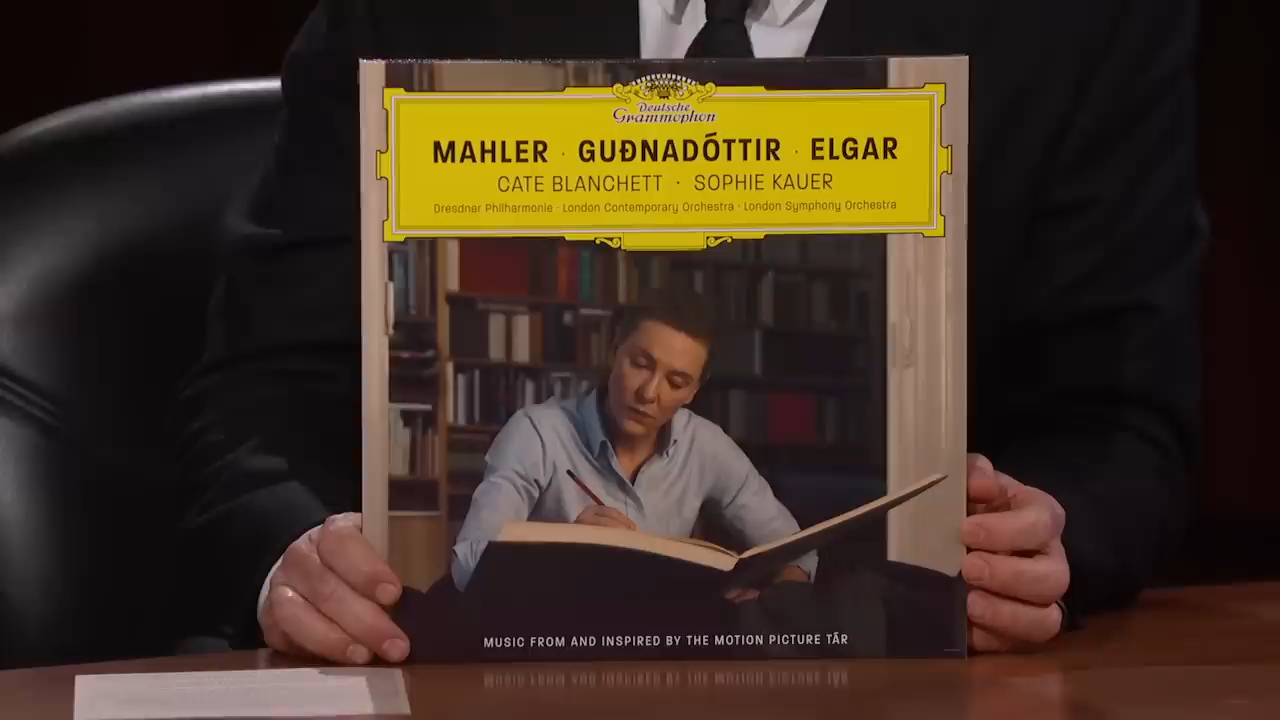 Deutsche
Grammophon
MAHLER · GUÐNADÓTTIR · ELGAR
CATE BLANCHETT · SOPHIE KAUER
Dresdner Philharmonie · London Contemporary Orchestra · London Symphony Orchestra
MUSIC FROM AND INSPIRED BY THE MOTION PICTURE TÁR